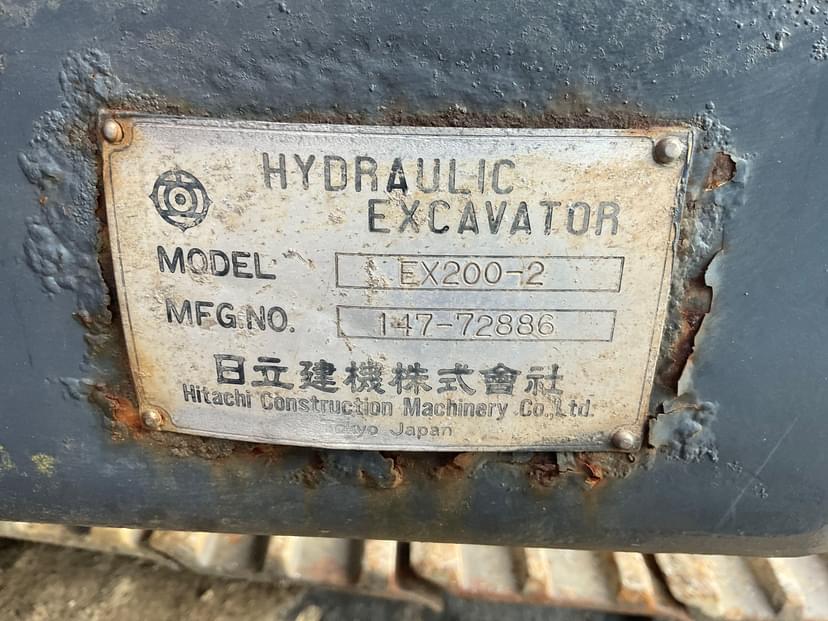 HYDRAULIC
EXCAVATOR
MODEL EX200-2
MFG.NO. 147-72886
日立建機株式會社
Hitachi Construction Machinery Co.,Ltd.
Japan